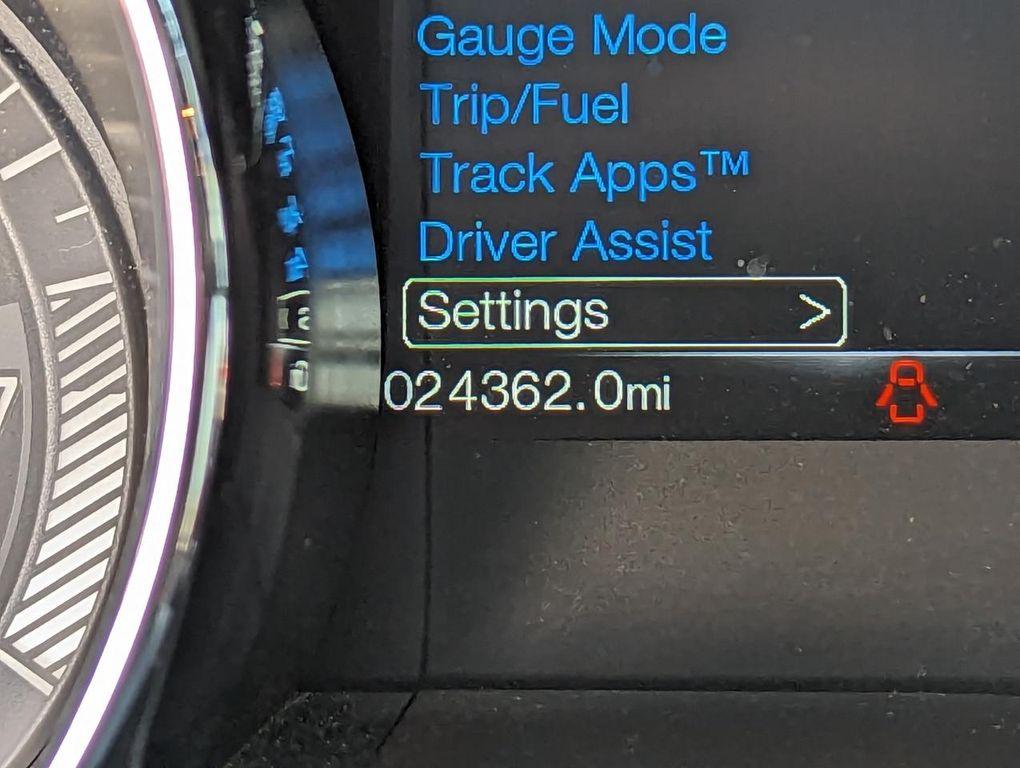 Gauge Mode
Trip/Fuel
Track Apps™
Driver Assist
Settings >
024362.0mi